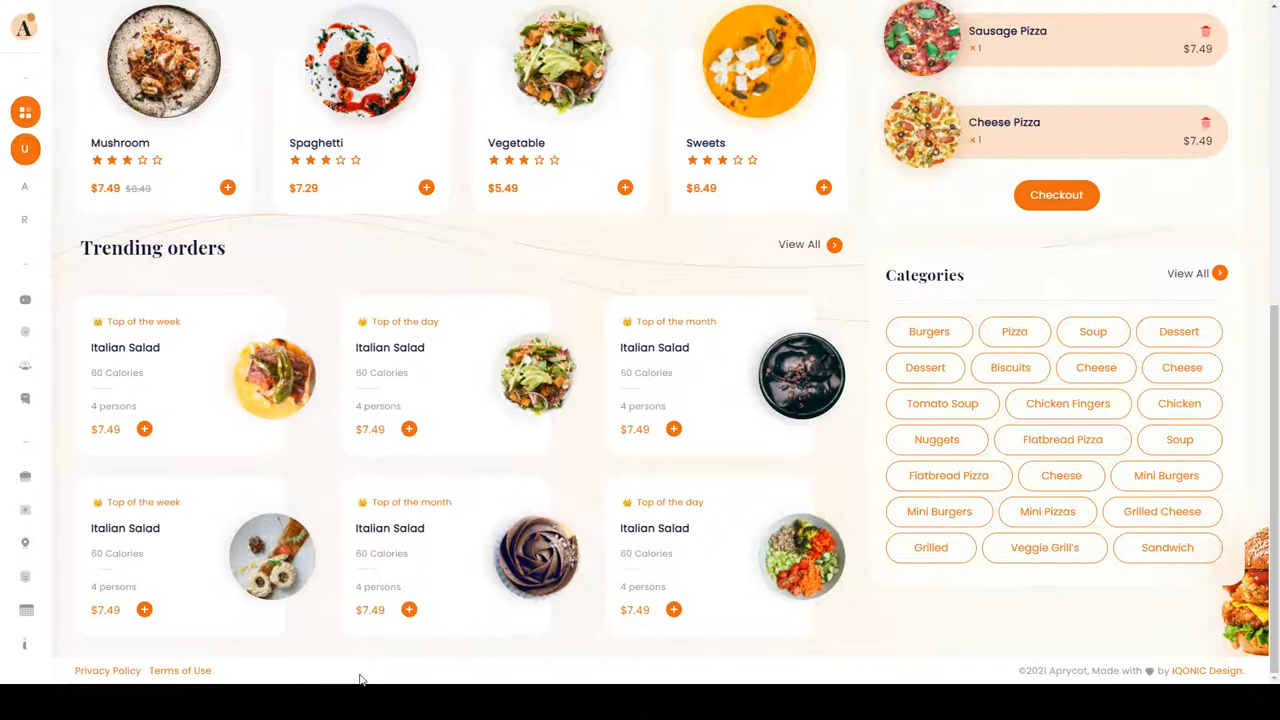 A
U
A
R
i
Mushroom
$7.49 $8.49
Spaghetti
$7.29
Vegetable
$5.49
Sweets
$6.49
Sausage Pizza
×1
$7.49
Cheese Pizza
×1
$7.49
Checkout
Trending orders
View All
Top of the week
Italian Salad
60 Calories
4 persons
$7.49
Top of the day
Italian Salad
60 Calories
4 persons
$7.49
Top of the month
Italian Salad
60 Calories
4 persons
$7.49
Top of the week
Italian Salad
60 Calories
4 persons
$7.49
Top of the month
Italian Salad
60 Calories
4 persons
$7.49
Top of the day
Italian Salad
60 Calories
4 persons
$7.49
Categories
View All
Burgers Pizza Soup Dessert
Dessert Biscuits Cheese Cheese
Tomato Soup Chicken Fingers Chicken
Nuggets Flatbread Pizza Soup
Flatbread Pizza Cheese Mini Burgers
Mini Burgers Mini Pizzas Grilled Cheese
Grilled Veggie Grill's Sandwich
Privacy Policy Terms of Use
©2021 Aprycot, Made with by IQONIC Design.